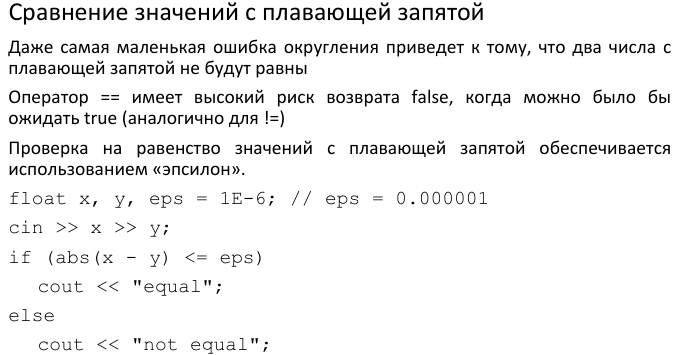 Сравнение значений с плавающей запятой
Даже самая маленькая ошибка округления приведет к тому, что два числа с
плавающей запятой не будут равны
Оператор == имеет высокий риск возврата false, когда можно было бы
ожидать true (аналогично для !=)
Проверка на равенство значений с плавающей запятой обеспечивается
использованием «эпсилон».
float x, y, eps = 1E-6; // eps = 0.000001
cin >> x >> y;
if (abs(x - y) <= eps)
cout << "equal";
else
cout << "not equal";